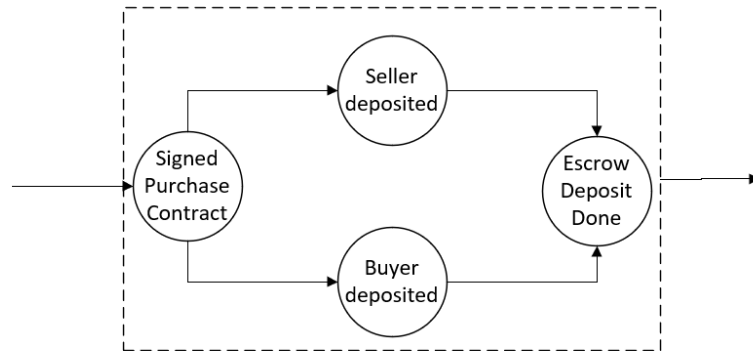 Seller
deposited
Signed
Purchase
Contract
Escrow
Deposit
Done
Buyer
deposited